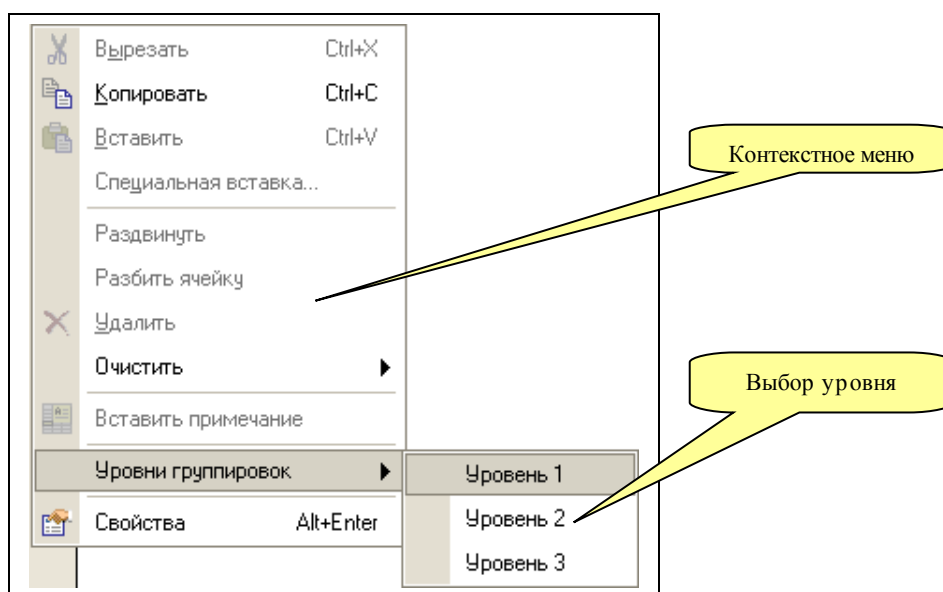 Вырезать Ctrl+X
Копировать Ctrl+C
Вставить Ctrl+V
Специальная вставка...
Раздвинуть
Разбить ячейку
Удалить
Очистить
Вставить примечание
Уровни группировок
Свойства Alt+Enter
Уровень 1
Уровень 2
Уровень 3
Контекстное меню
Выбор уровня